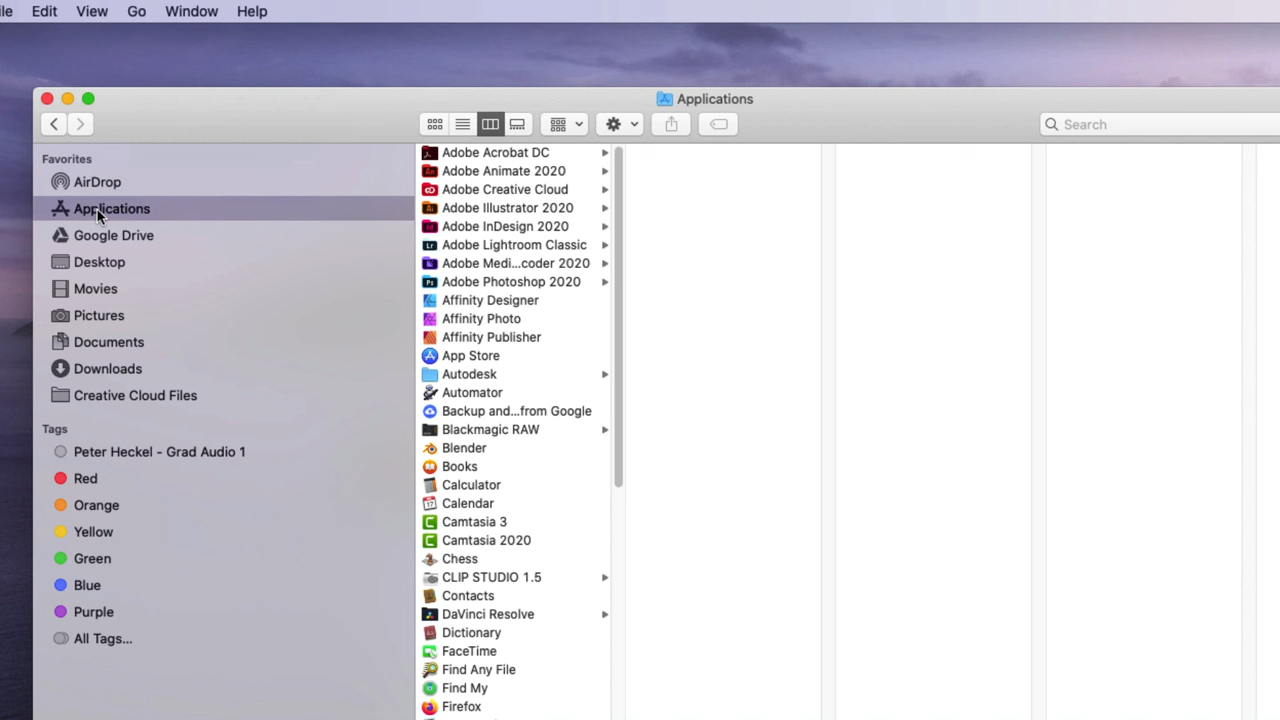 Edit View Go Window Help
Applications
Search
Favorites
AirDrop
Applications
Google Drive
Desktop
Movies
Pictures
Documents
Downloads
Creative Cloud Files
Tags
Peter Heckel - Grad Audio 1
Red
Orange
Yellow
Green
Blue
Purple
All Tags...
Adobe Acrobat DC
Adobe Animate 2020
Adobe Creative Cloud
Adobe Illustrator 2020
Adobe InDesign 2020
Adobe Lightroom Classic
Adobe Medi...coder 2020
Adobe Photoshop 2020
Affinity Designer
Affinity Photo
Affinity Publisher
App Store
Autodesk
Automator
Backup and...from Google
Blackmagic RAW
Blender
Books
Calculator
Calendar
Camtasia 3
Camtasia 2020
Chess
CLIP STUDIO 1.5
Contacts
DaVinci Resolve
Dictionary
FaceTime
Find Any File
Find My
Firefox